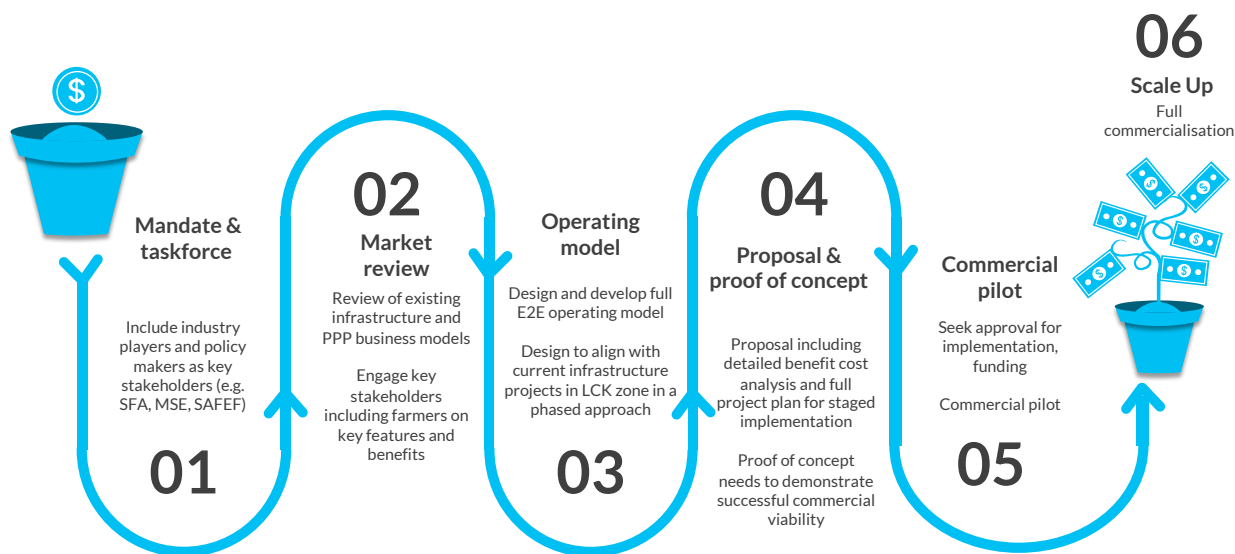 Mandate &
taskforce
Include industry
players and policy
makers as key
stakeholders (e.g.
SFA, MSE, SAFEF)
01
02
Market
review
Review of existing
infrastructure and
PPP business models
Engage key
stakeholders
including farmers on
key features and
benefits
Operating
model
Design and develop full
E2E operating model
Design to align with
current infrastructure
projects in LCK zone in a
phased approach
03
04
Proposal &
proof of concept
Proposal including
detailed benefit cost
analysis and full
project plan for staged
implementation
Proof of concept
needs to demonstrate
successful commercial
viability
Commercial
pilot
Seek approval for
implementation,
funding
Commercial pilot
05
06
Scale Up
Full
commercialisation